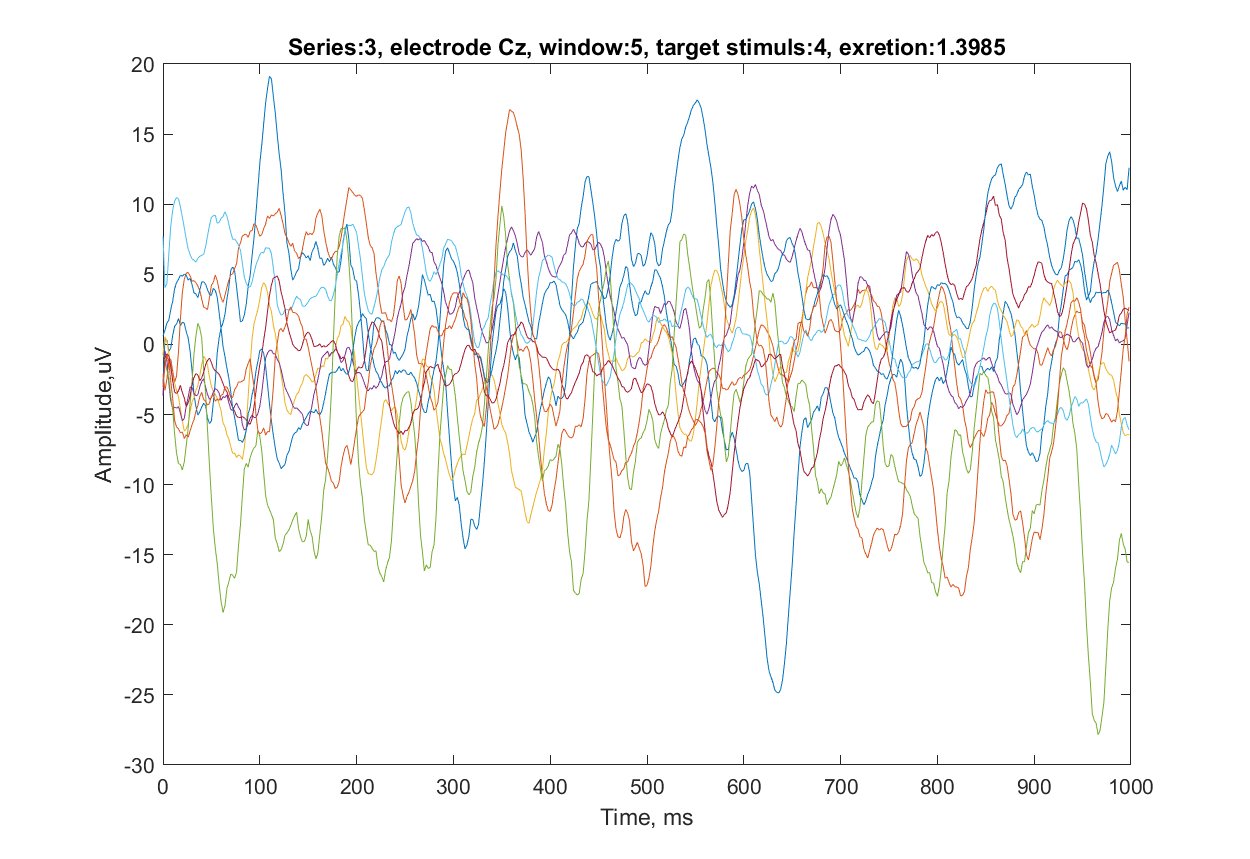 Series:3, electrode Cz, window:5, target stimuls:4, exretion:1.3985
20
15
10
5
0
-5
-10
-15
-20
-25
-30
Amplitude,uV
0 100 200 300 400 500 600 700 800 900 1000
Time, ms